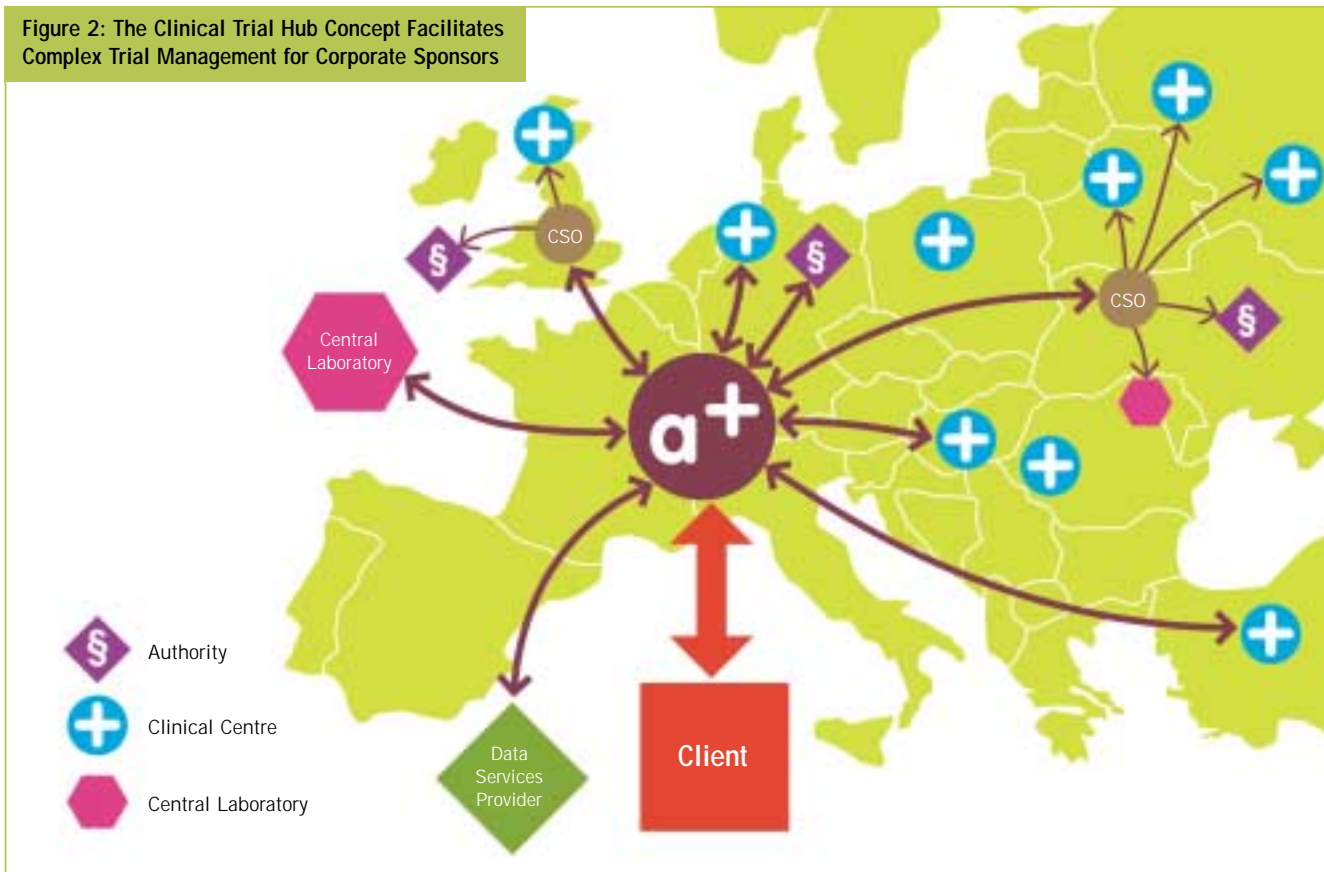 Figure 2: The Clinical Trial Hub Concept Facilitates
Complex Trial Management for Corporate Sponsors
CSO
§
§
CSO
§
Central
Laboratory
a+
§
Authority
Clinical Centre
Central Laboratory
Data
Services
Provider
Client